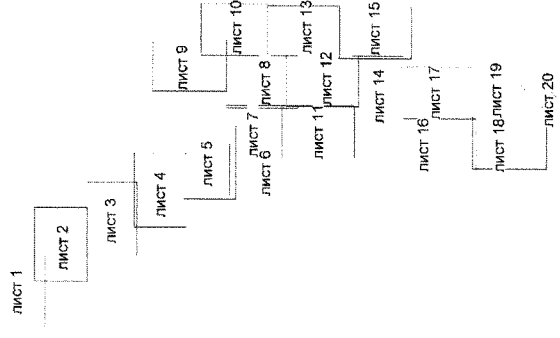 лист 1
лист 2
лист 3
лист 4
лист 5
лист 6
лист 7
лист 8
лист 9
лист 10
лист 11
лист 12
лист 13
лист 14
лист 15
лист 16
лист 17
лист 18
лист 19
лист 20